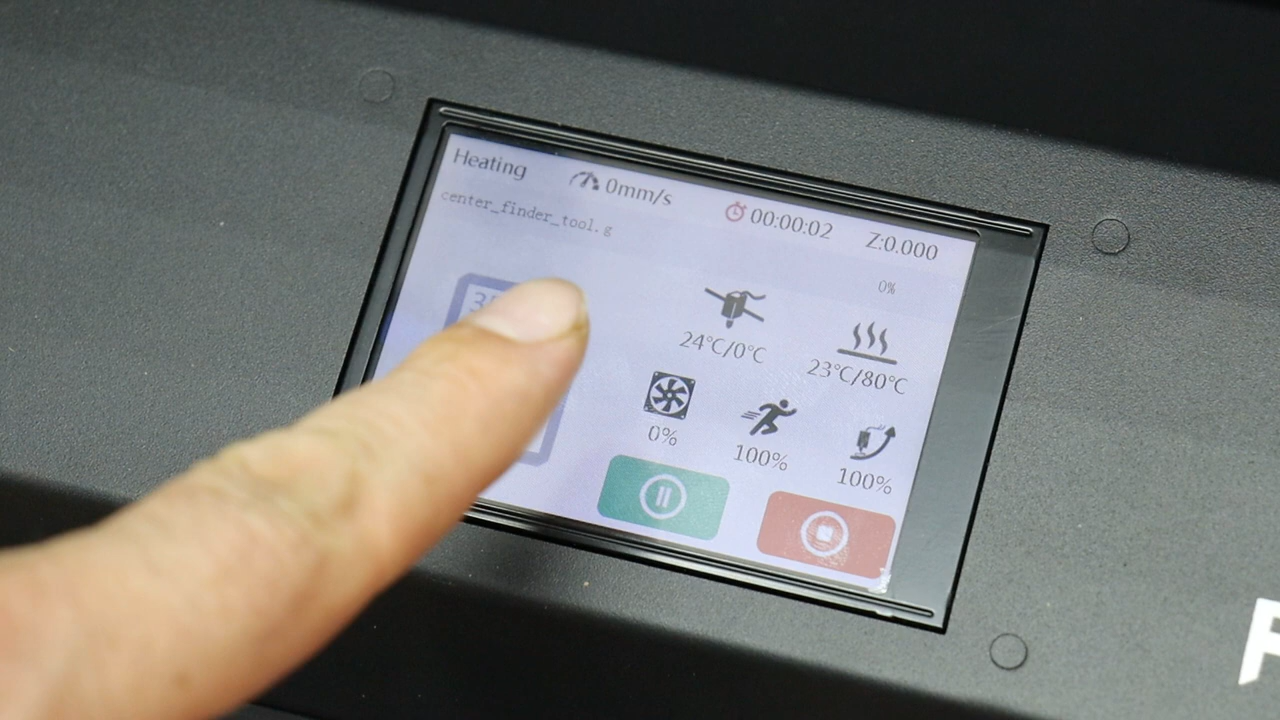 Heating 0mm/s 00:00:02 Z:0.000
center_finder_tool.g
0%
24℃/0℃ 23℃/80℃
0% 100% 100%